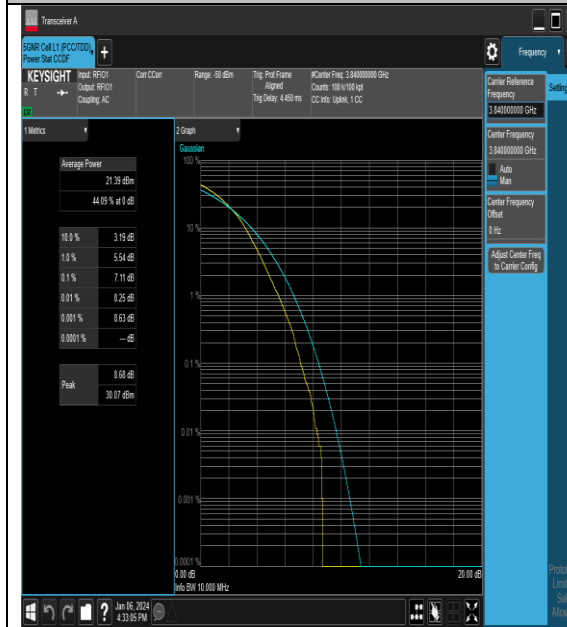 Transceiver A
5GNR Cell L1 (PCC/TDD),
Power Stat CCDF
+
Frequency
KEYSIGHT
R T
Input: RFIO1
Output: RFIO1
Coupling: AC
Corr CCorr
Range: -50 dBm
Trig: Prot Frame
Aligned
Trig Delay: 4.450 ms
#Center Freq: 3.840000000 GHz
Counts: 100 k/10 kpt
CC Info: Uplink, 1 CC
Carrier Reference
Frequency
3.840000000 GHz
Setting
Center Frequency
3.840000000 GHz
Auto
Man
Center Frequency
Offset
0 Hz
Adjust Center Freq
to Carrier Config
1 Metrics
Average Power
21.39 dBm
44.09 % at 0 dB
10.0 % 3.19 dB
1.0 % 5.54 dB
0.1 % 7.11 dB
0.01 % 8.25 dB
0.001 % 8.63 dB
0.0001 % --- dB
Peak
8.68 dB
30.07 dBm
2 Graph
Gaussian
100 %
10 %
1 %
0.1 %
0.01 %
0.001 %
0.0001 %
0.00 dB 20.00 dB
Info BW 10.000 MHz
Jan 06, 2024
4:33:05 PM
?